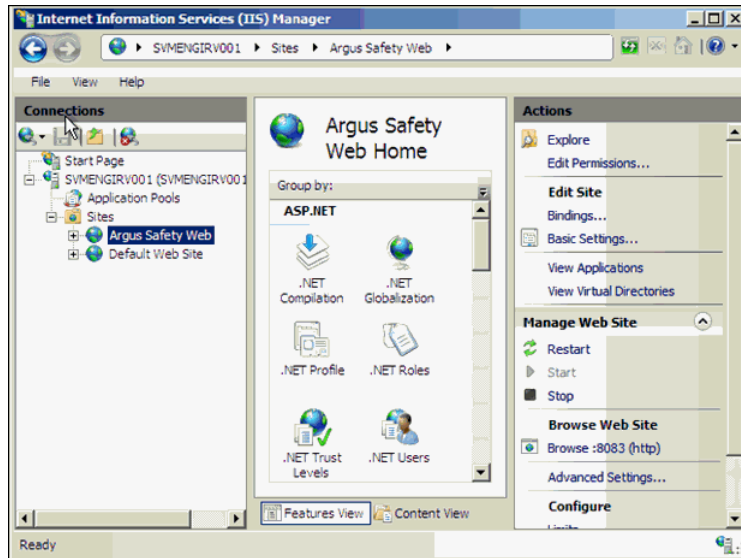 Internet Information Services (IIS) Manager
SVMENGIRV001 Sites Argus Safety Web
File View Help
Connections
Start Page
SVMENGIRV001 (SVMENGIRV001
Application Pools
Sites
Argus Safety Web
Default Web Site
Argus Safety
Web Home
Group by:
ASP.NET
.NET
Compilation
.NET
Globalization
.NET Profile
.NET Roles
.NET Trust
Levels
.NET Users
Features View
Content View
Actions
Explore
Edit Permissions...
Edit Site
Bindings...
Basic Settings...
View Applications
View Virtual Directories
Manage Web Site
Restart
Start
Stop
Browse Web Site
Browse :8083 (http)
Advanced Settings...
Configure
Ready